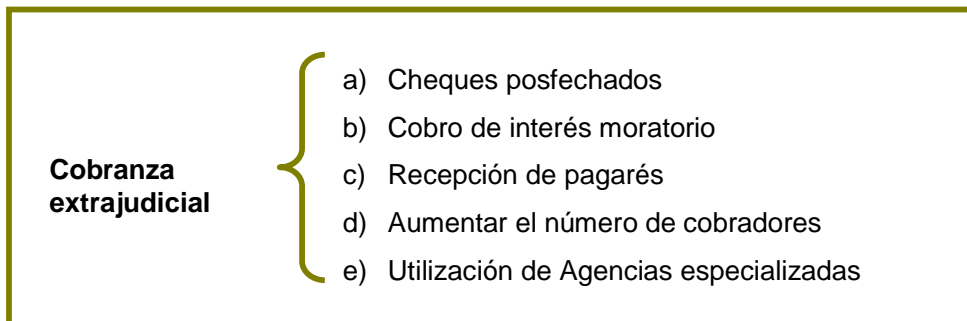 Cobranza
extrajudicial
a) Cheques posfechados
b) Cobro de interés moratorio
c) Recepción de pagarés
d) Aumentar el número de cobradores
e) Utilización de Agencias especializadas